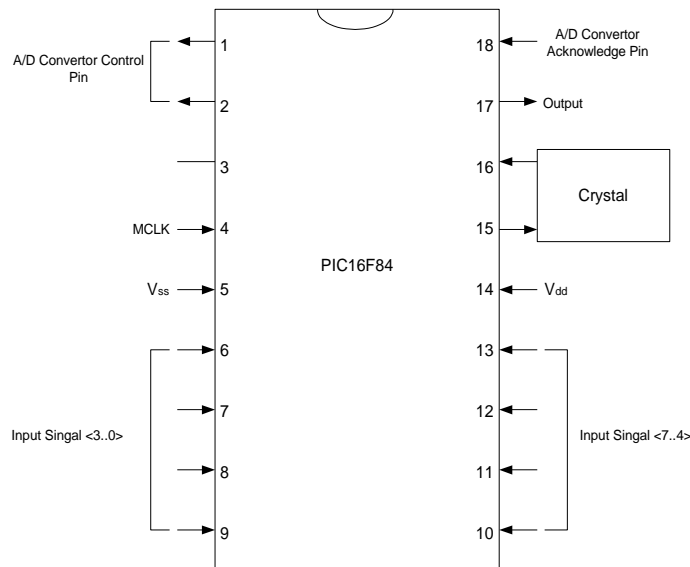 A/D Convertor Control
Pin
1
2
3
MCLK
4
Vss
5
6
7
Input Singal <3..0>
8
9
PIC16F84
18
A/D Convertor
Acknowledge Pin
17
Output
16
Crystal
15
14
Vdd
13
12
Input Singal <7..4>
11
10